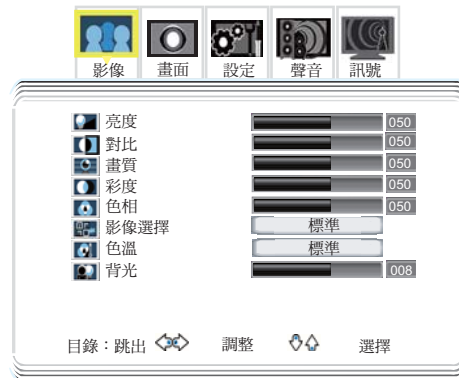 影像 畫面 設定 聲音 訊號
亮度 050
對比 050
畫質 050
彩度 050
色相 050
影像選擇 標準
色溫 標準
背光 008
目錄：跳出 調整 選擇